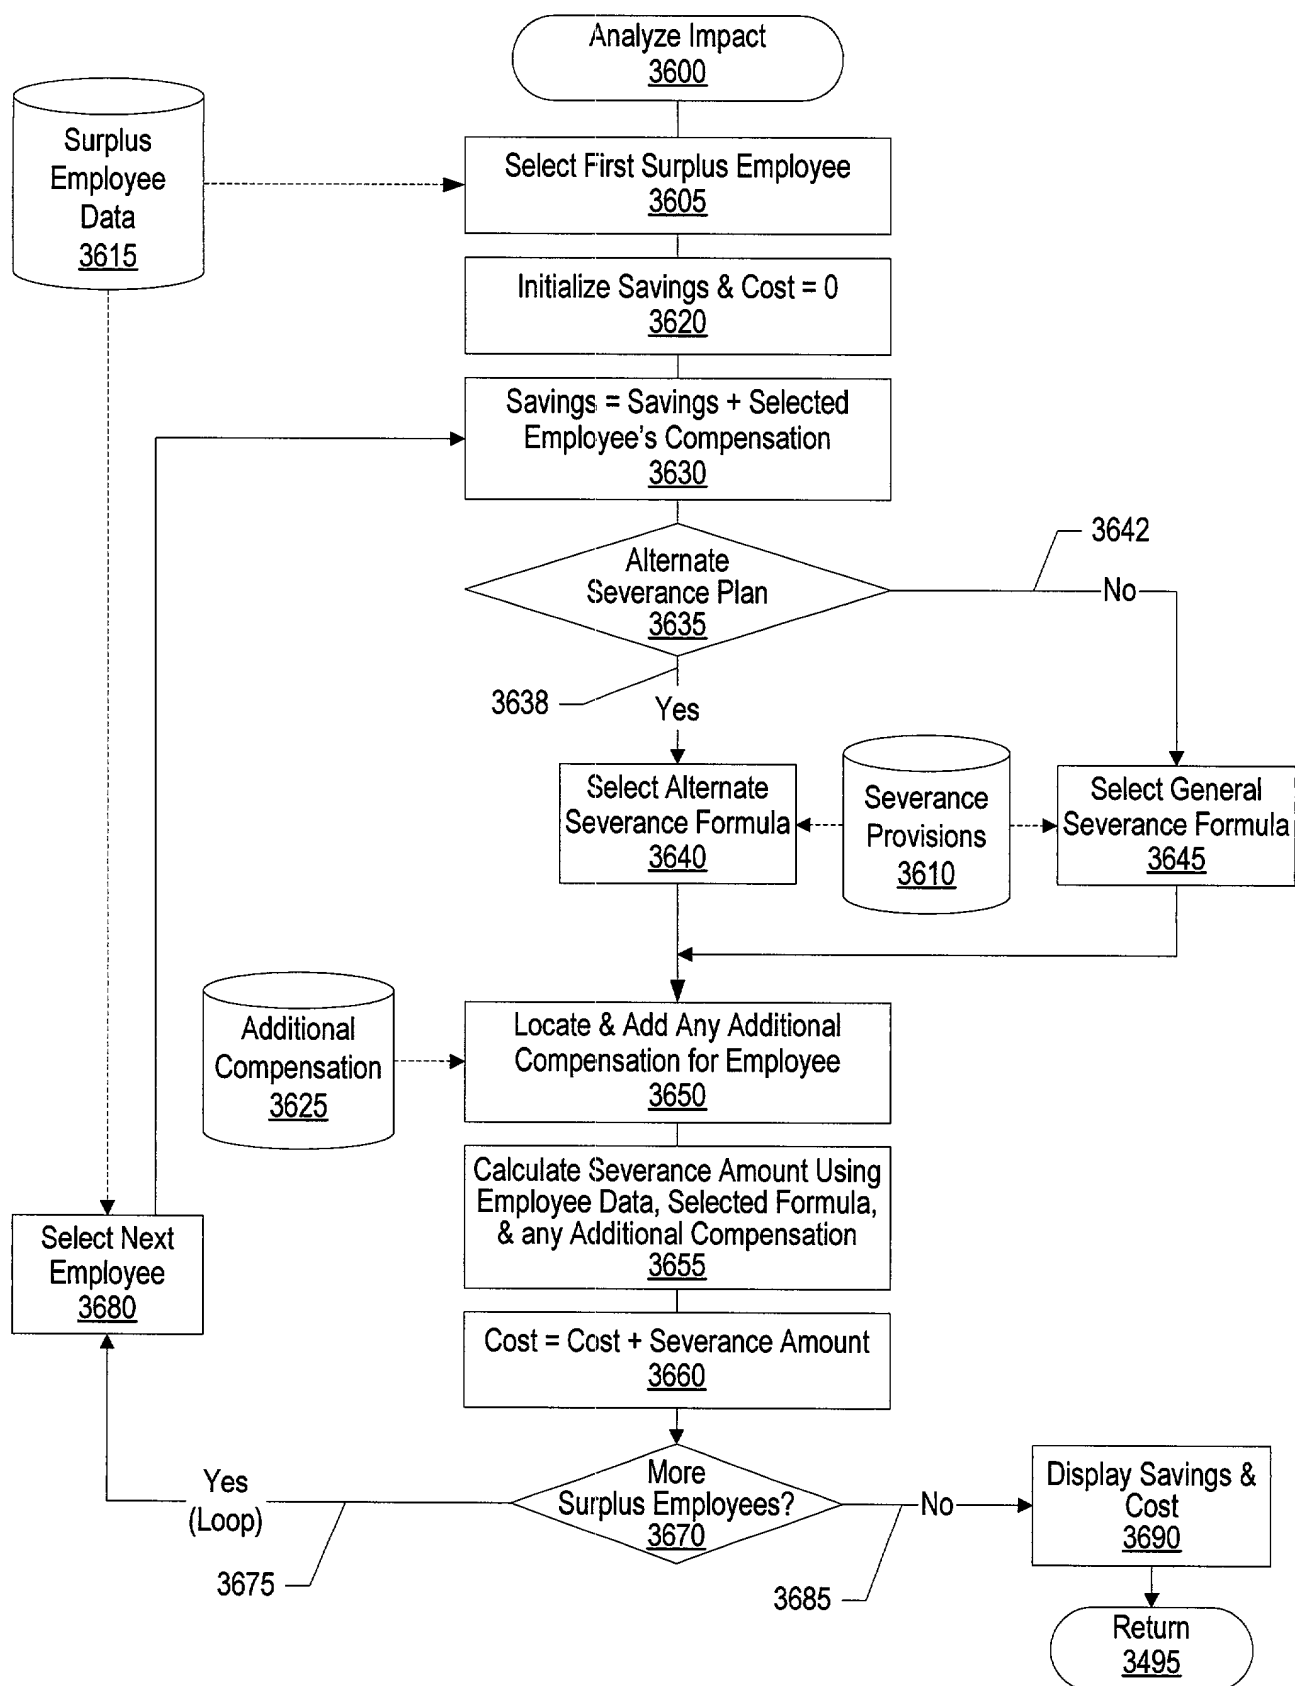 Analyze Impact
3600
Surplus
Employee
Data
3615
Select First Surplus Employee
3605
Initialize Savings & Cost = 0
3620
Savings = Savings + Selected
Employee's Compensation
3630
Alternate
Severance Plan
3635
3642
No
3638
Yes
Select Alternate
Severance Formula
3640
Severance
Provisions
3610
Select General
Severance Formula
3645
Additional
Compensation
3625
Locate & Add Any Additional
Compensation for Employee
3650
Calculate Severance Amount Using
Employee Data, Selected Formula,
& any Additional Compensation
3655
Select Next
Employee
3680
Cost = Cost + Severance Amount
3660
More
Surplus Employees?
3670
Yes
(Loop)
3675
No
3685
Display Savings &
Cost
3690
Return
3495